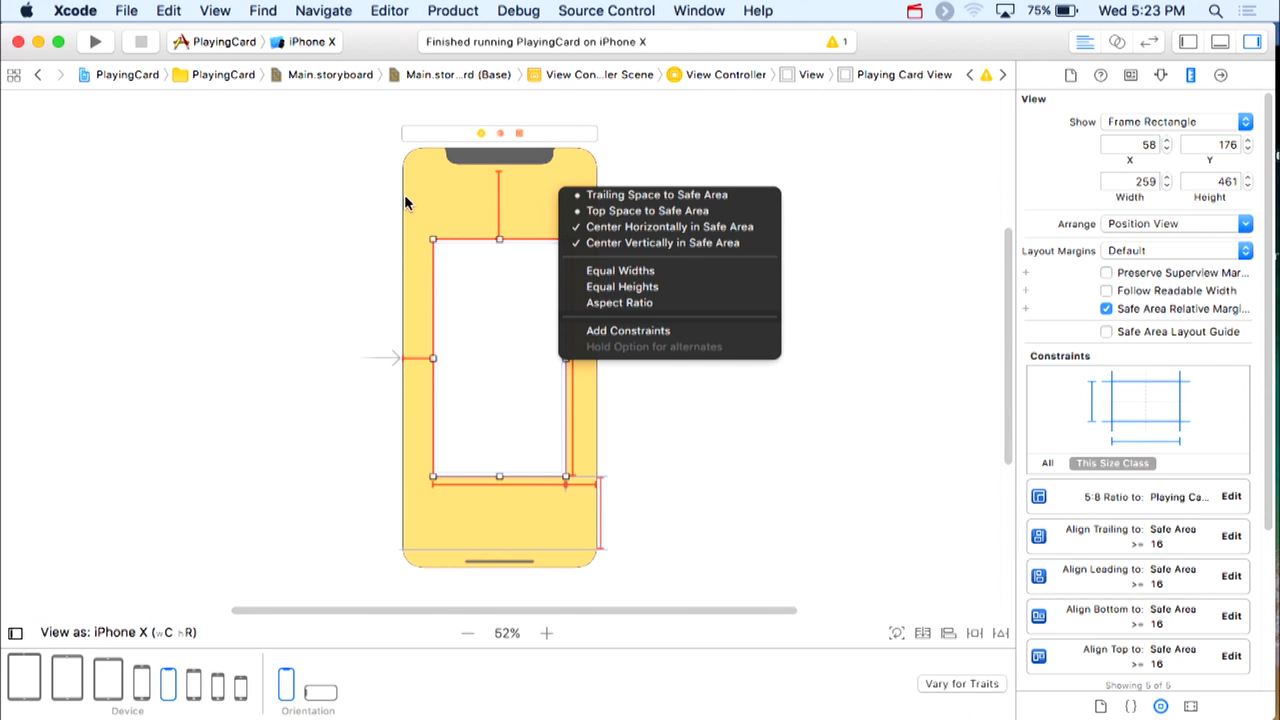 Xcode File Edit View Find Navigate Editor Product Debug Source Control Window Help 75% Wed 5:23 PM
PlayingCard iPhone X Finished running PlayingCard on iPhone X 1
PlayingCard PlayingCard Main.storyboard Main.stor...rd (Base) View Con...ler Scene View Controller View Playing Card View
View
Show Frame Rectangle
58 176
X Y
259 461
Width Height
Arrange Position View
Layout Margins Default
Preserve Superview Mar...
Follow Readable Width
Safe Area Relative Margi...
Safe Area Layout Guide
Constraints
All This Size Class
5:8 Ratio to: Playing Ca... Edit
Align Trailing to: Safe Area
>= 16 Edit
Align Leading to: Safe Area
>= 16 Edit
Align Bottom to: Safe Area
>= 16 Edit
Align Top to: Safe Area
>= 16 Edit
Showing 5 of 5
Trailing Space to Safe Area
Top Space to Safe Area
Center Horizontally in Safe Area
Center Vertically in Safe Area
Equal Widths
Equal Heights
Aspect Ratio
Add Constraints
Hold Option for alternates
View as: iPhone X (wC hR) 52%
Device Orientation Vary for Traits